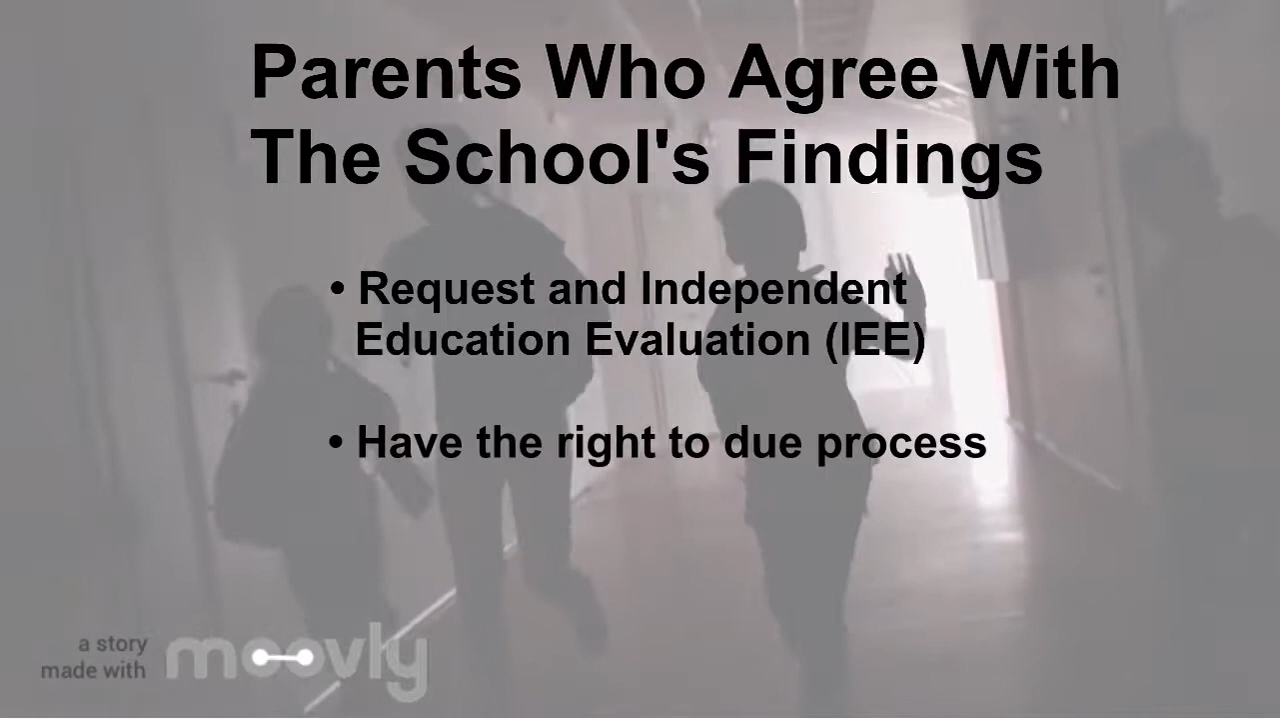 Parents Who Agree With
The School's Findings
• Request and Independent
Education Evaluation (IEE)
• Have the right to due process
a story
made with
moovly